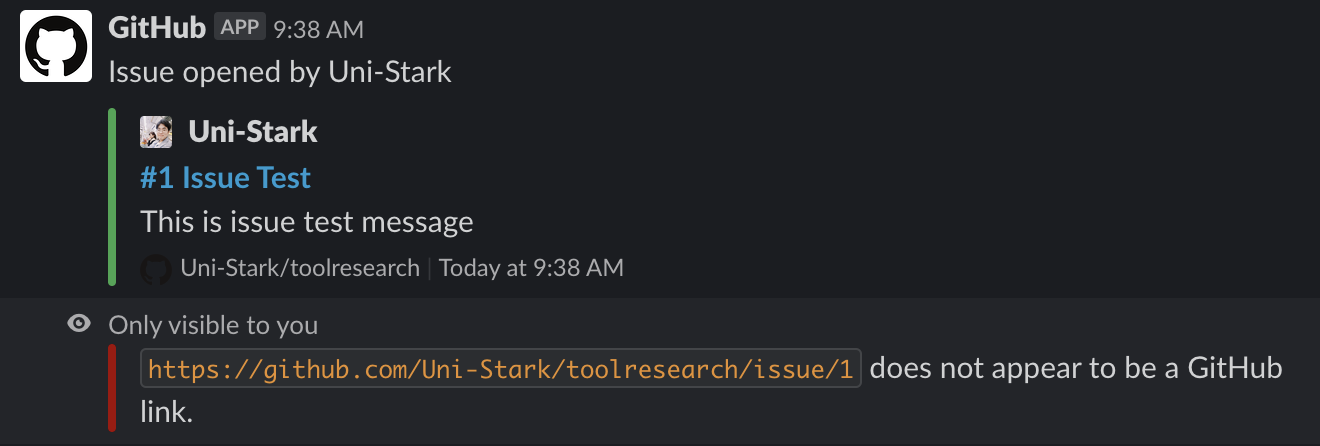 GitHub APP 9:38 AM
Issue opened by Uni-Stark
Uni-Stark
#1 Issue Test
This is issue test message
Uni-Stark/toolresearch | Today at 9:38 AM
Only visible to you
https://github.com/Uni-Stark/toolresearch/issue/1 does not appear to be a GitHub
link.